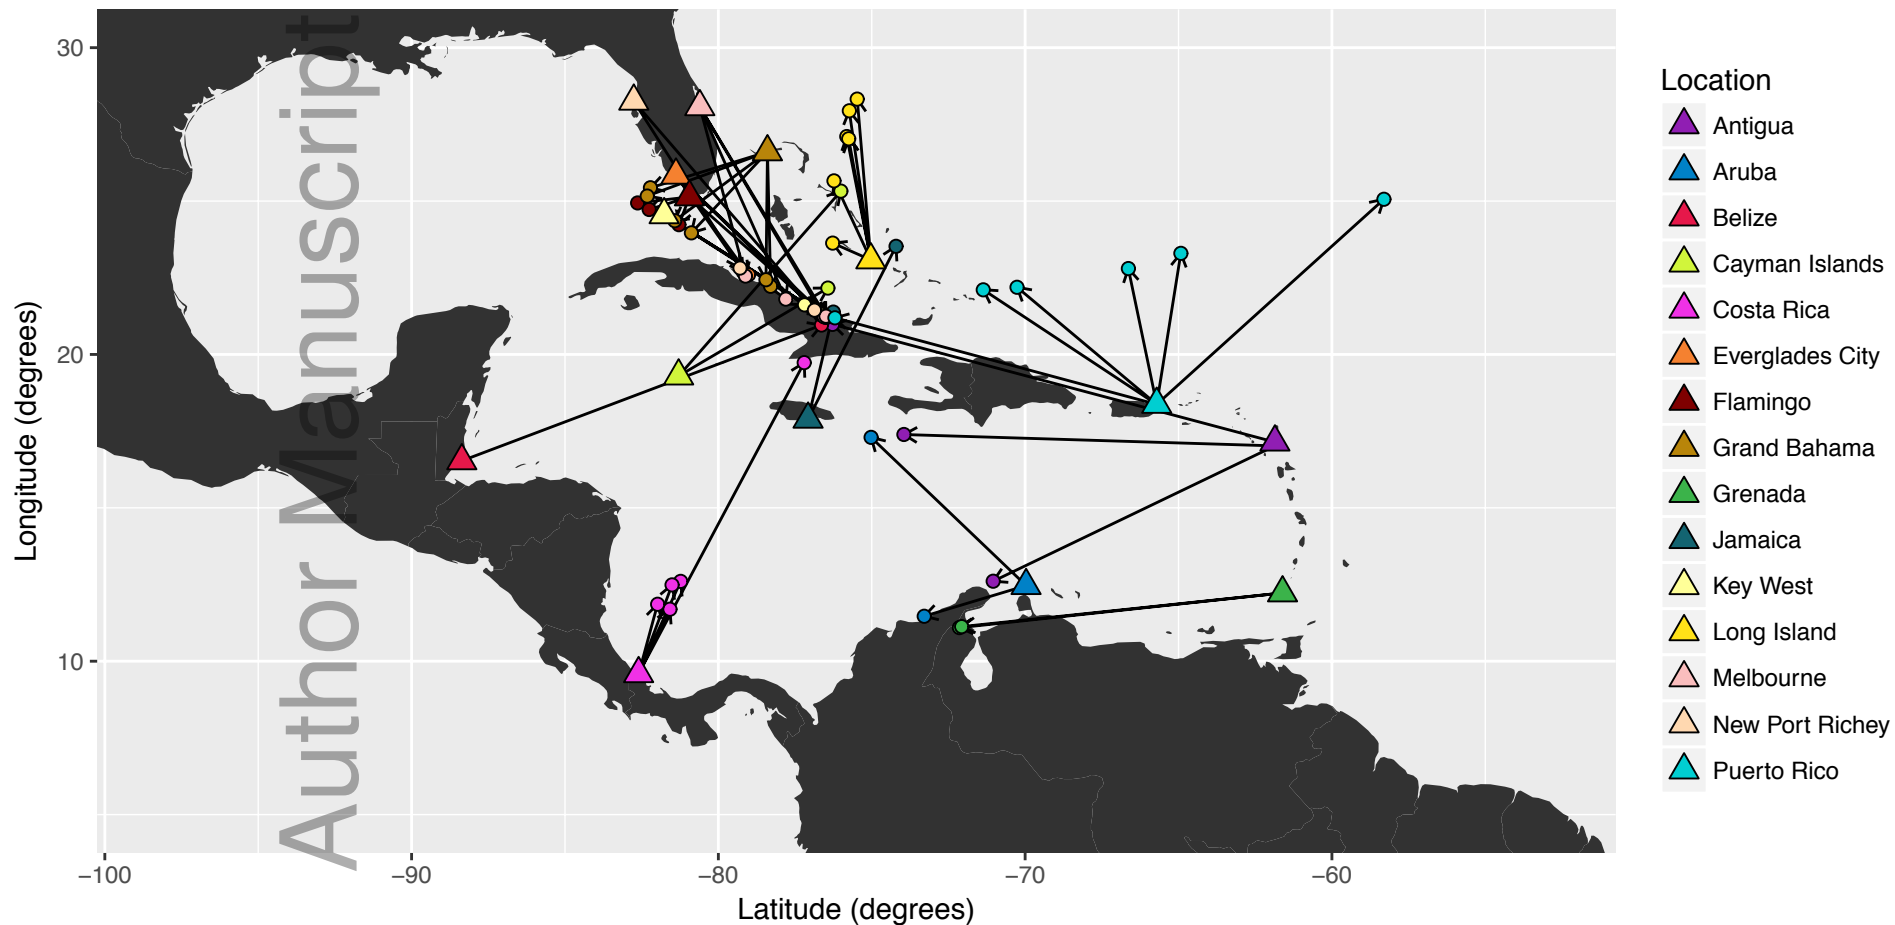 Author Manuscript
30
20
10
Longitude (degrees)
−100
−90
−80
−70
−60
Latitude (degrees)
Location
Antigua
Aruba
Belize
Cayman Islands
Costa Rica
Everglades City
Flamingo
Grand Bahama
Grenada
Jamaica
Key West
Long Island
Melbourne
New Port Richey
Puerto Rico